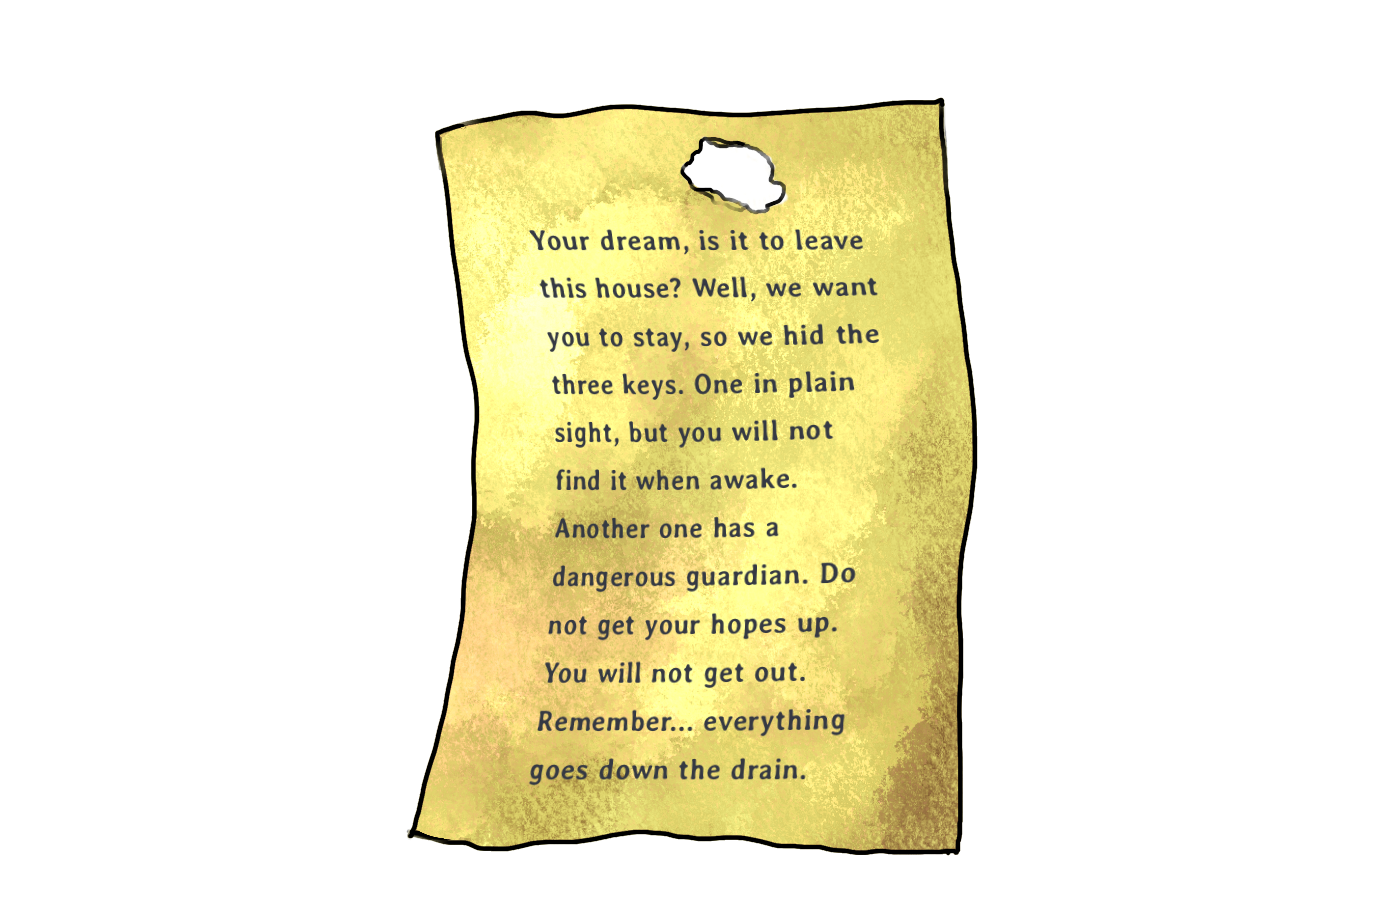 Your dream, is it to leave
this house? Well, we want
you to stay, so we hid the
three keys. One in plain
sight, but you will not
find it when awake.
Another one has a
dangerous guardian. Do
not get your hopes up.
You will not get out.
Remember... everything
goes down the drain.